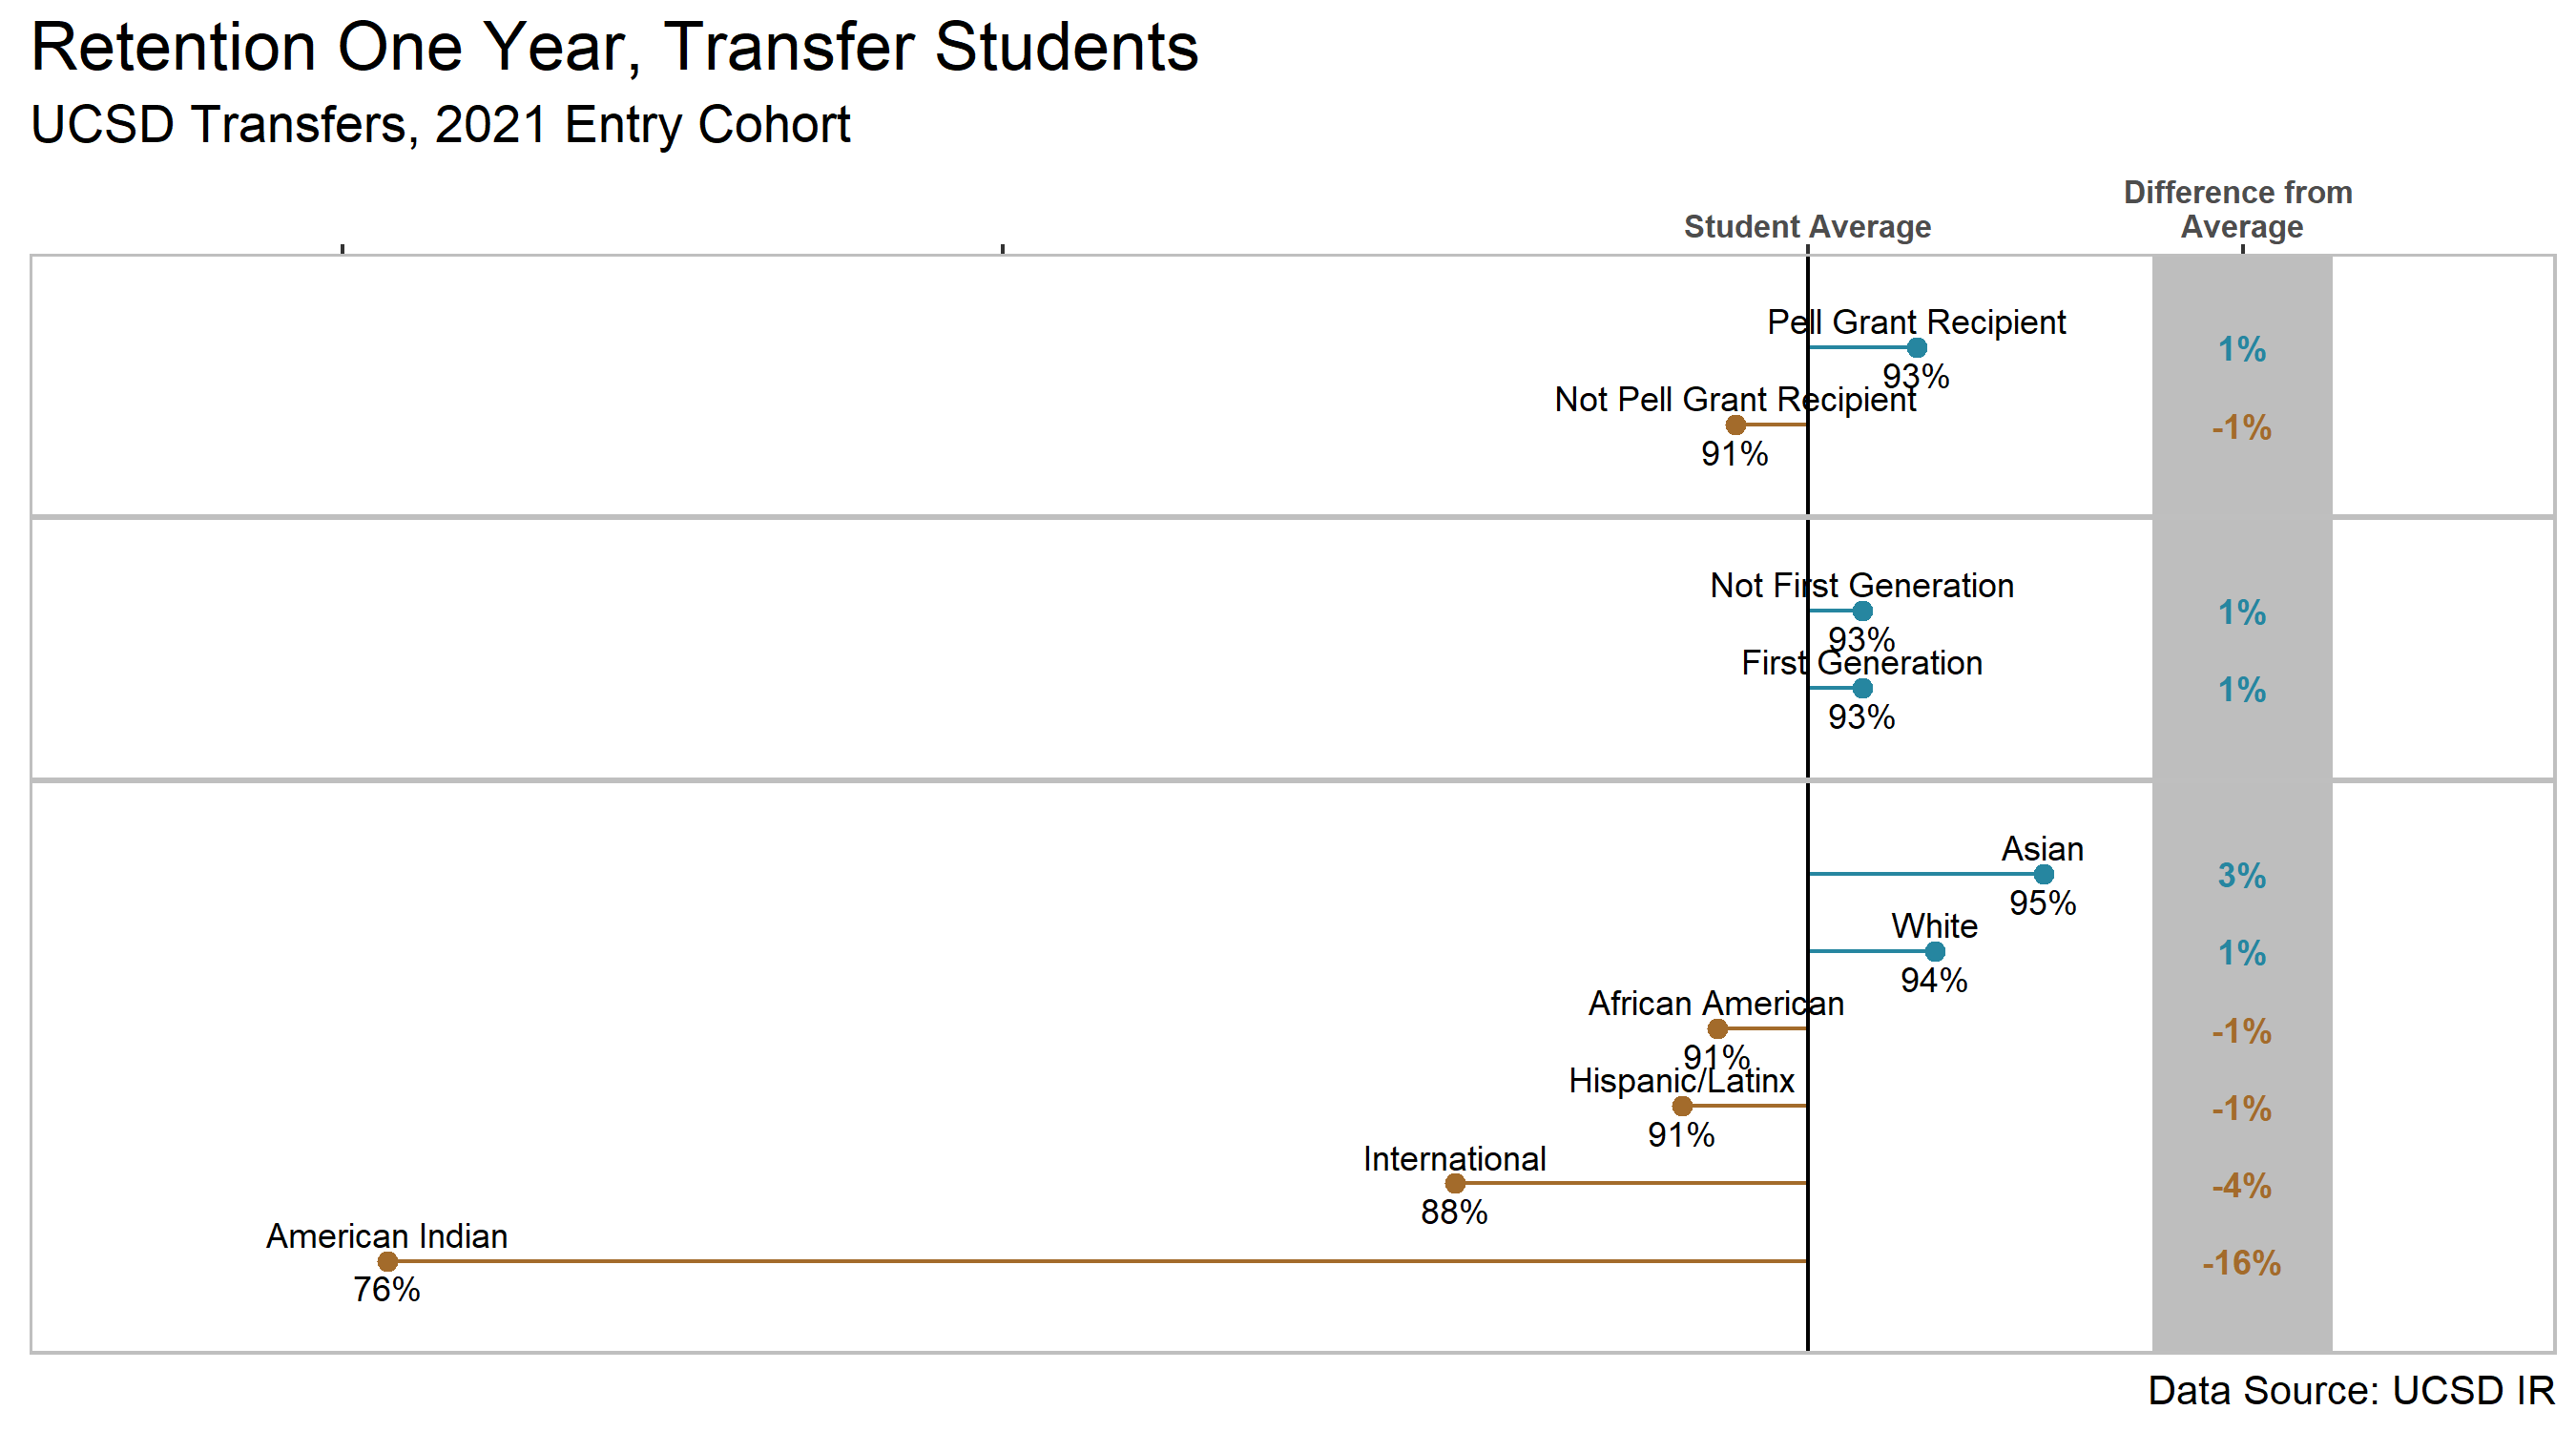 Retention One Year, Transfer Students
UCSD Transfers, 2021 Entry Cohort
Difference from
Student Average
Average
Pell Grant Recipient
1%
93%
Not Pell Grant Recipient
-1%
91%
Not First Generation
1%
93%
First Generation
1%
93%
Asian
3%
95%
White
1%
94%
African American
-1%
91%
Hispanic/Latinx
-1%
91%
International
-4%
88%
American Indian
-16%
76%
Data Source: UCSD IR